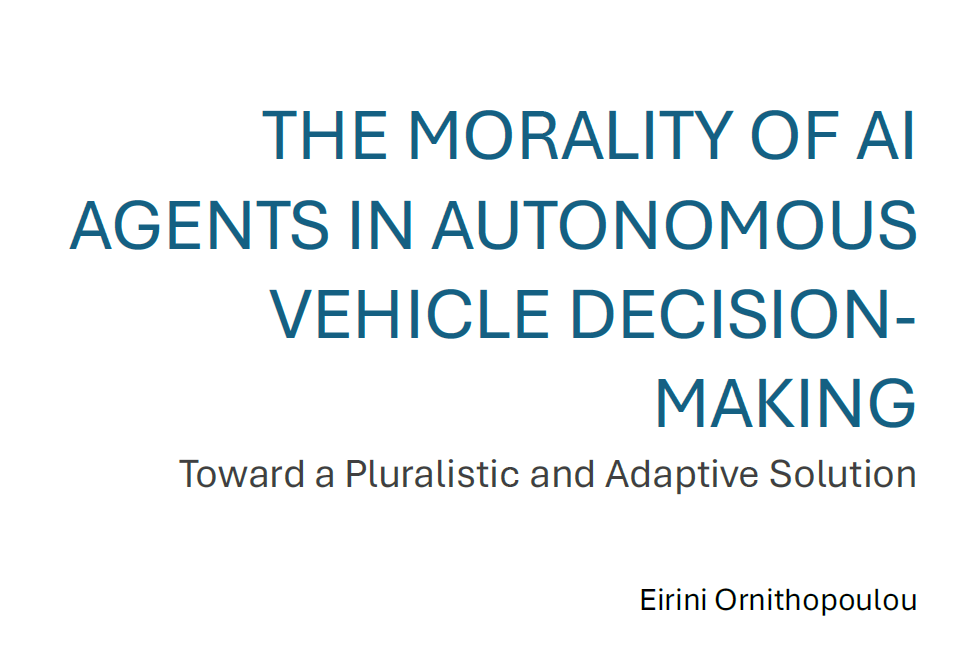 THE MORALITY OF AI
AGENTS IN AUTONOMOUS
VEHICLE DECISION-
MAKING
Toward a Pluralistic and Adaptive Solution
Eirini Ornithopoulou